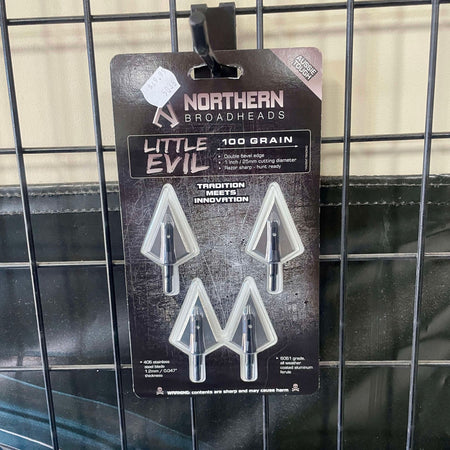 AUSSIE
TOUGH
NORTHERN
BROADHEADS
LITTLE
EVIL
100 GRAIN
• Double bevel edge
• 1 inch / 25mm cutting diameter
• Razor sharp - hunt ready
TRADITION
MEETS
INNOVATION
• 405 stainless
steel blade
1.2mm / 0.047"
thickness
• 6061 grade,
all weather
coated aluminum
ferrule
WARNING: contents are sharp and may cause harm